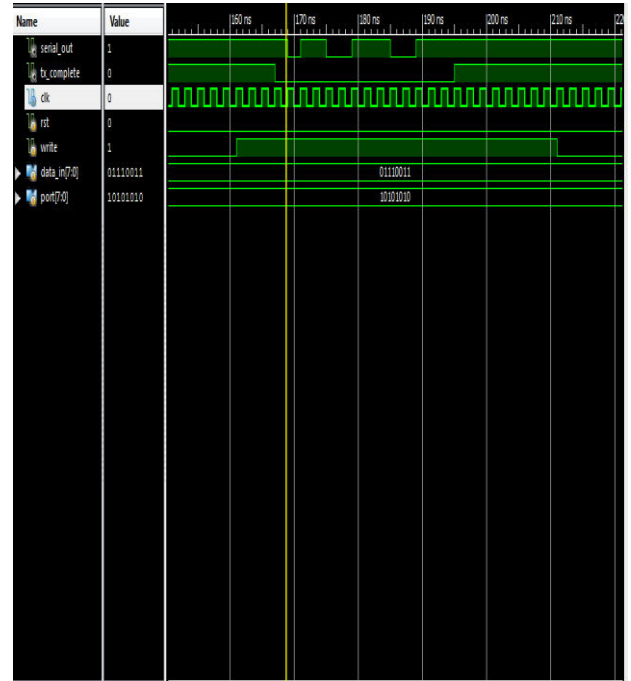 Name Value 160 ns 170 ns 180 ns 190 ns 200 ns 210 ns 220
serial_out 1
tx_complete 0
clk 0
rst 0
write 1
data_in[7:0] 01110011 01110011
port[7:0] 10101010 10101010